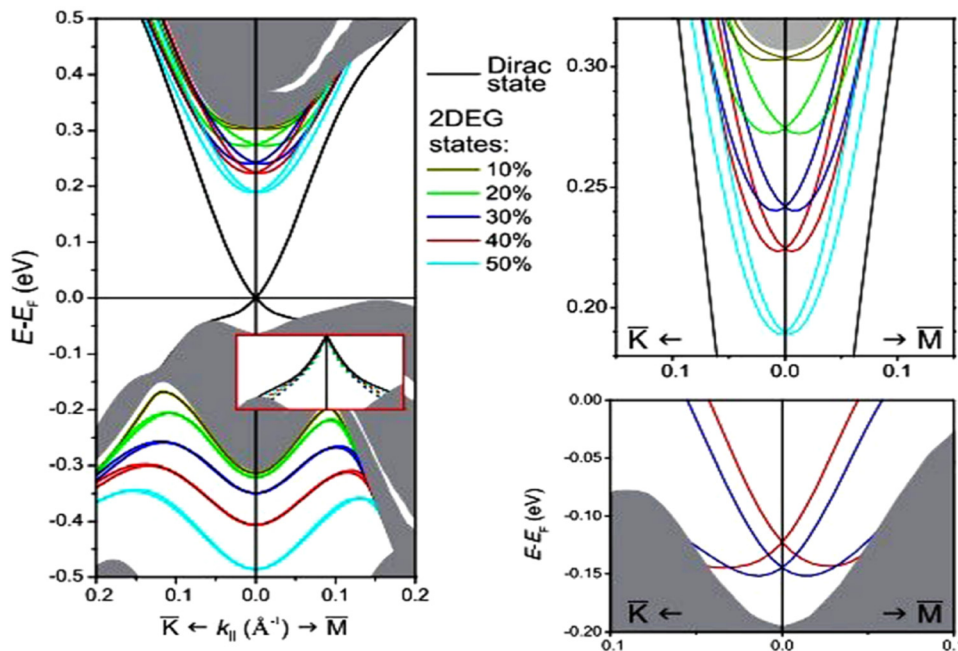 0.5
0.4
0.3
0.2
0.1
0.0
-0.1
-0.2
-0.3
-0.4
-0.5
E-E_F (eV)
0.2 0.1 0.0 0.1 0.2
K̅ ← k_|| (Å⁻¹) → M̅
Dirac
state
2DEG
states:
10%
20%
30%
40%
50%
0.30
0.25
0.20
K̅ ← → M̅
0.1 0.0 0.1
0.00
-0.05
-0.10
-0.15
-0.20
E-E_F (eV)
K̅ ← → M̅
0.1 0.0 0.1